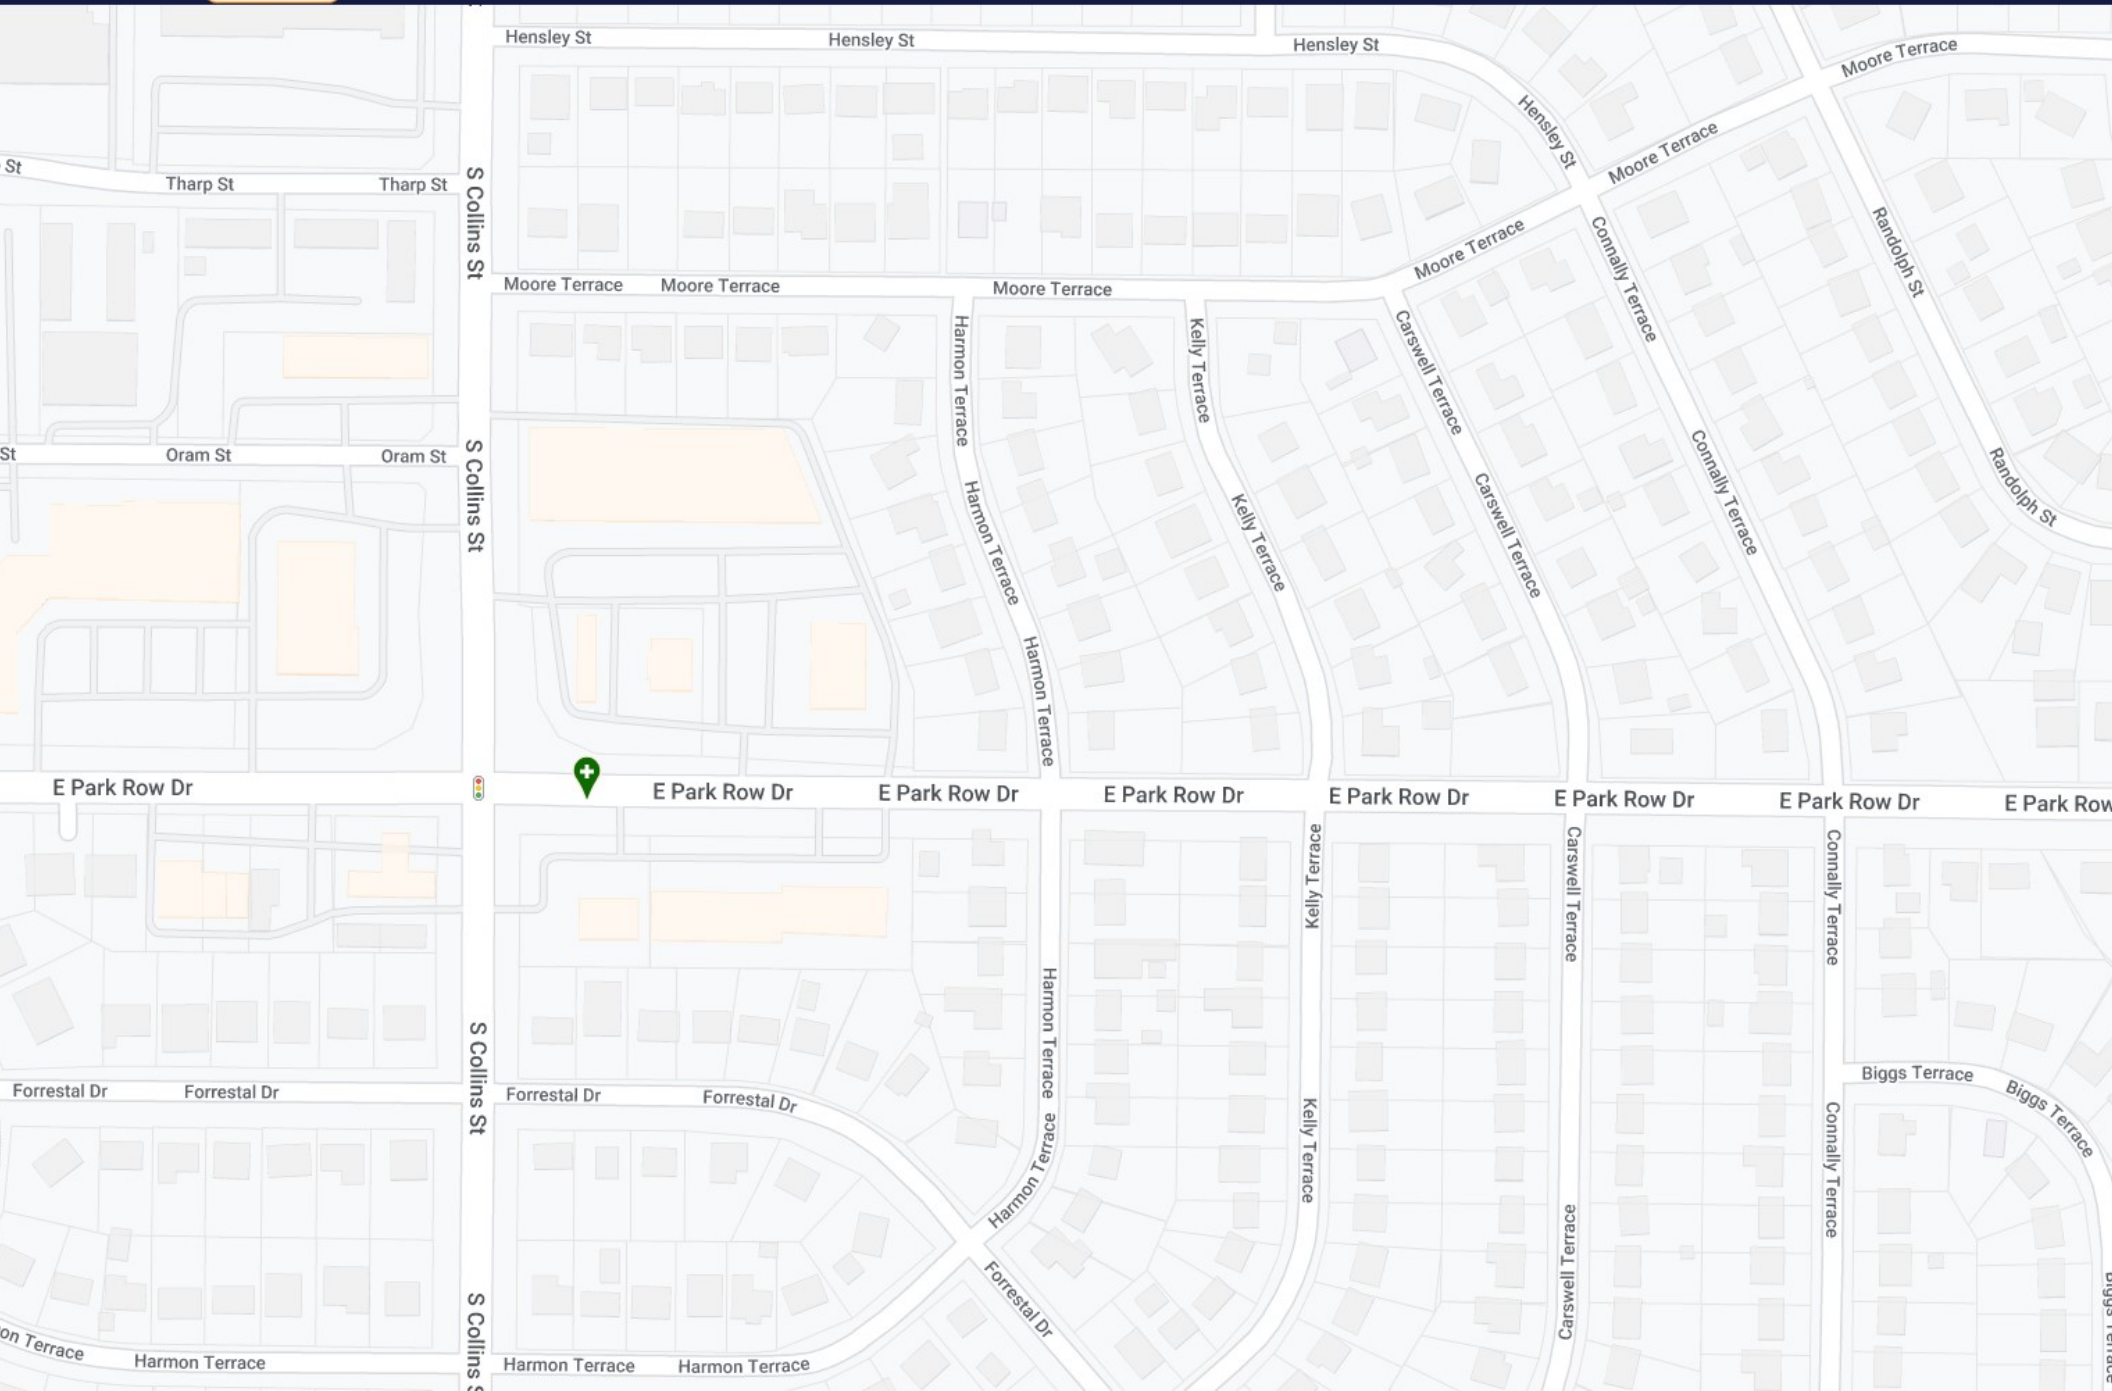 Hensley St
Hensley St
Hensley St
Moore Terrace
Hensley St
Moore Terrace
St
Tharp St
Tharp St
S Collins St
Moore Terrace
Connally Terrace
Randolph St
Moore Terrace
Moore Terrace
Moore Terrace
Harmon Terrace
Kelly Terrace
Carswell Terrace
St
Oram St
Oram St
S Collins St
Connally Terrace
Randolph St
Harmon Terrace
Kelly Terrace
Carswell Terrace
Harmon Terrace
E Park Row Dr
E Park Row Dr
E Park Row Dr
E Park Row Dr
E Park Row Dr
E Park Row Dr
E Park Row Dr
E Park Row
Kelly Terrace
Carswell Terrace
Connally Terrace
Harmon Terrace
S Collins St
Forrestal Dr
Forrestal Dr
Forrestal Dr
Forrestal Dr
Biggs Terrace
Biggs Terrace
Kelly Terrace
Connally Terrace
Harmon Terrace
Carswell Terrace
Forrestal Dr
S Collins S
on Terrace
Harmon Terrace
Harmon Terrace
Harmon Terrace
Biggs Terrace